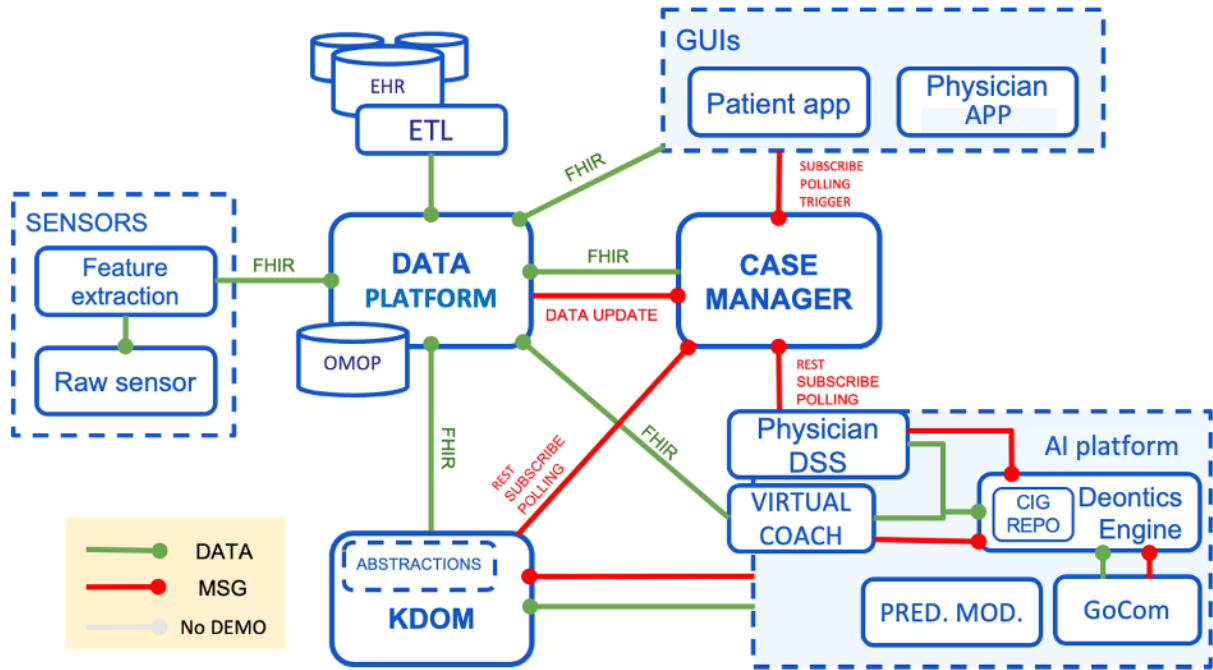 GUIs
Patient app
Physician
APP
EHR
ETL
FHIR
SUBSCRIBE
POLLING
TRIGGER
SENSORS
Feature
extraction
Raw sensor
FHIR
DATA
PLATFORM
OMOP
FHIR
DATA UPDATE
CASE
MANAGER
REST
SUBSCRIBE
POLLING
FHIR
REST
SUBSCRIBE
POLLING
FHIR
Physician
DSS
VIRTUAL
COACH
AI platform
CIG
REPO
Deontics
Engine
PRED. MOD.
GoCom
ABSTRACTIONS
KDOM
DATA
MSG
No DEMO